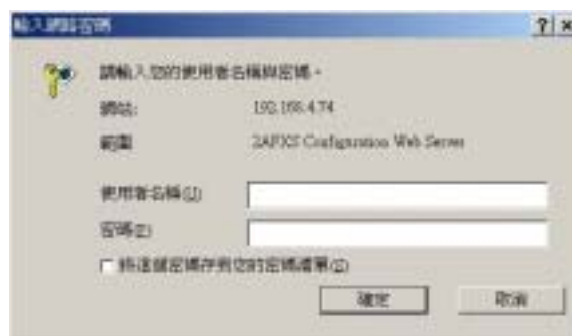 輸入網路密碼
請輸入您的使用者名稱與密碼。
網站: 192.168.4.74
範圍 2AFXS Configuration Web Server
使用者名稱(U)
密碼(P)
將這個密碼存到您的密碼清單(S)
確定 取消